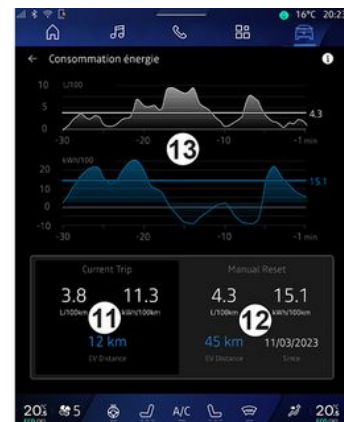 16°C 20:23
Consommation énergie
10 L/100
5
4.3
0
-30 -20 -10 -1 min
13
kWh/100
20
15.1
10
0
-10
-30 -20 -10 -1 min
Current Trip Manual Reset
3.8 11.3 4.3 15.1
L/100km kWh/100km L/100km kWh/100km
11 12
12 km 45 km 11/03/2023
EV Distance EV Distance Since
20 5 A/C 20